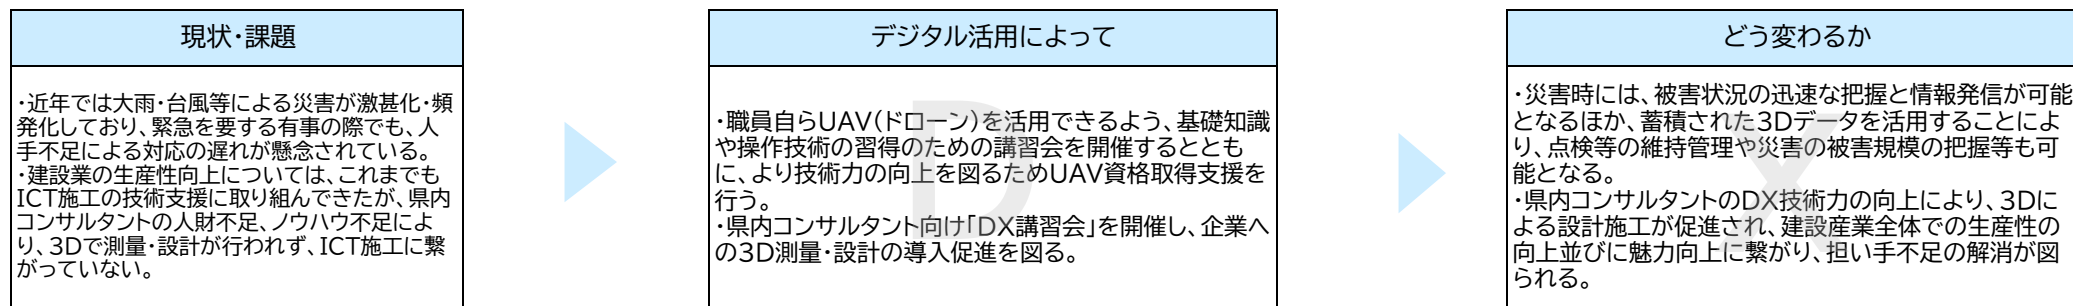 現状・課題
・近年では大雨・台風等による災害が激甚化・頻
発化しており、緊急を要する有事の際でも、人
手不足による対応の遅れが懸念されている。
・建設業の生産性向上については、これまでも
ICT施工の技術支援に取り組んできたが、県内
コンサルタントの人財不足、ノウハウ不足によ
り、3Dで測量・設計が行われず、ICT施工に繋
がっていない。
デジタル活用によって
・職員自らUAV(ドローン)を活用できるよう、基礎知識
や操作技術の習得のための講習会を開催するととも
に、より技術力の向上を図るためUAV資格取得支援を
行う。
・県内コンサルタント向け「DX講習会」を開催し、企業へ
の3D測量・設計の導入促進を図る。
D
どう変わるか
・災害時には、被害状況の迅速な把握と情報発信が可能
となるほか、蓄積された3Dデータを活用することによ
り、点検等の維持管理や災害の被害規模の把握等も可
能となる。
・県内コンサルタントのDX技術力の向上により、3Dに
よる設計施工が促進され、建設産業全体での生産性の
向上並びに魅力向上に繋がり、担い手不足の解消が図
られる。
X